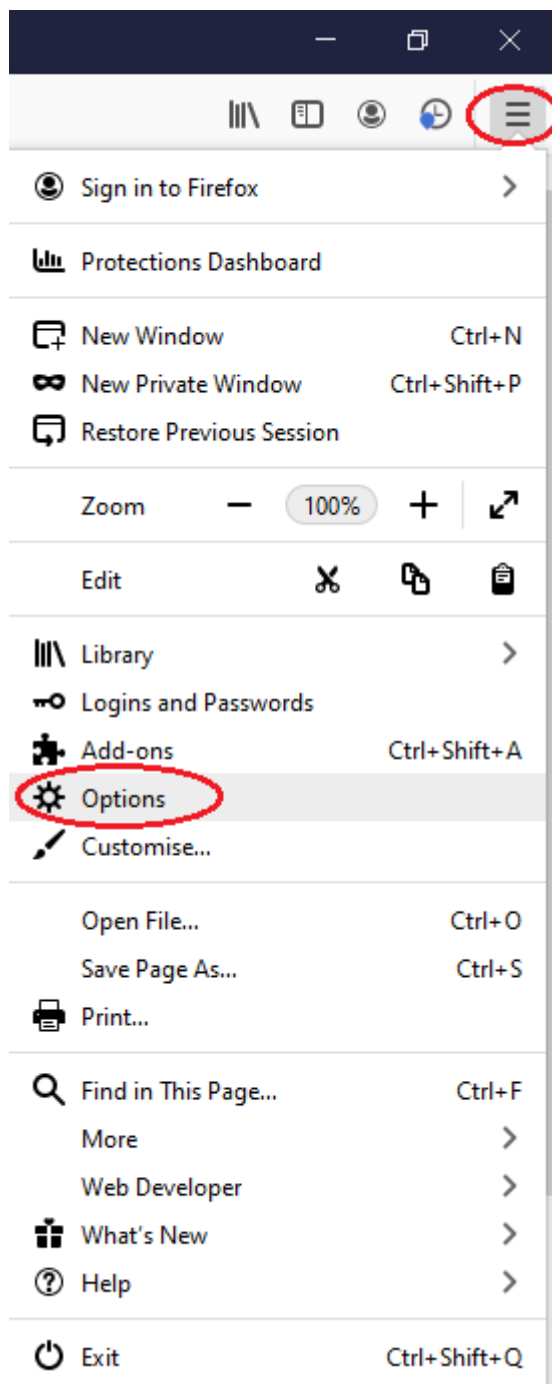 Sign in to Firefox
Protections Dashboard
New Window Ctrl+N
New Private Window Ctrl+Shift+P
Restore Previous Session
Zoom 100%
Edit
Library
Logins and Passwords
Add-ons Ctrl+Shift+A
Options
Customise...
Open File... Ctrl+O
Save Page As... Ctrl+S
Print...
Find in This Page... Ctrl+F
More
Web Developer
What's New
Help
Exit Ctrl+Shift+Q